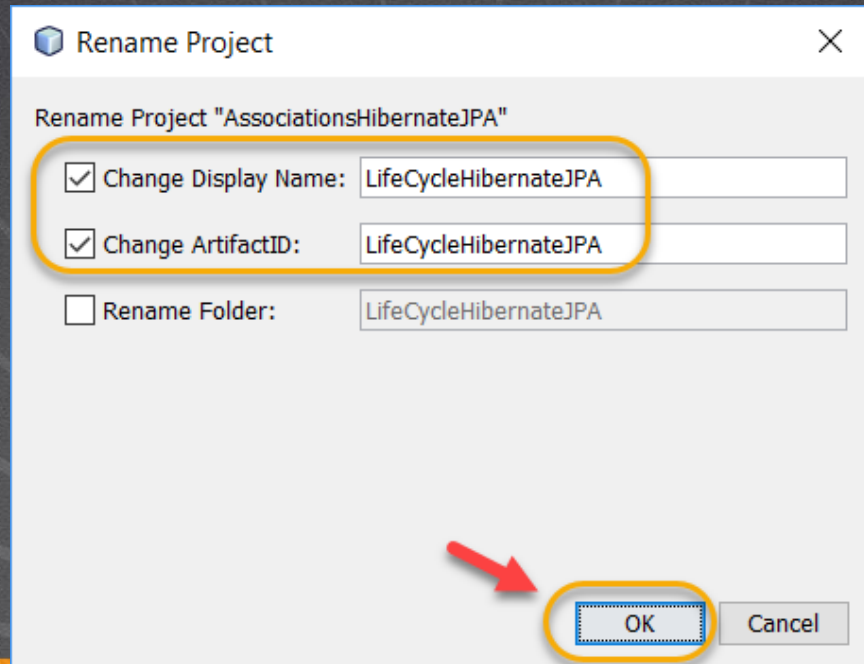 Rename Project
Rename Project "AssociationsHibernateJPA"
Change Display Name: LifeCycleHibernateJPA
Change ArtifactID: LifeCycleHibernateJPA
Rename Folder: LifeCycleHibernateJPA
OK Cancel